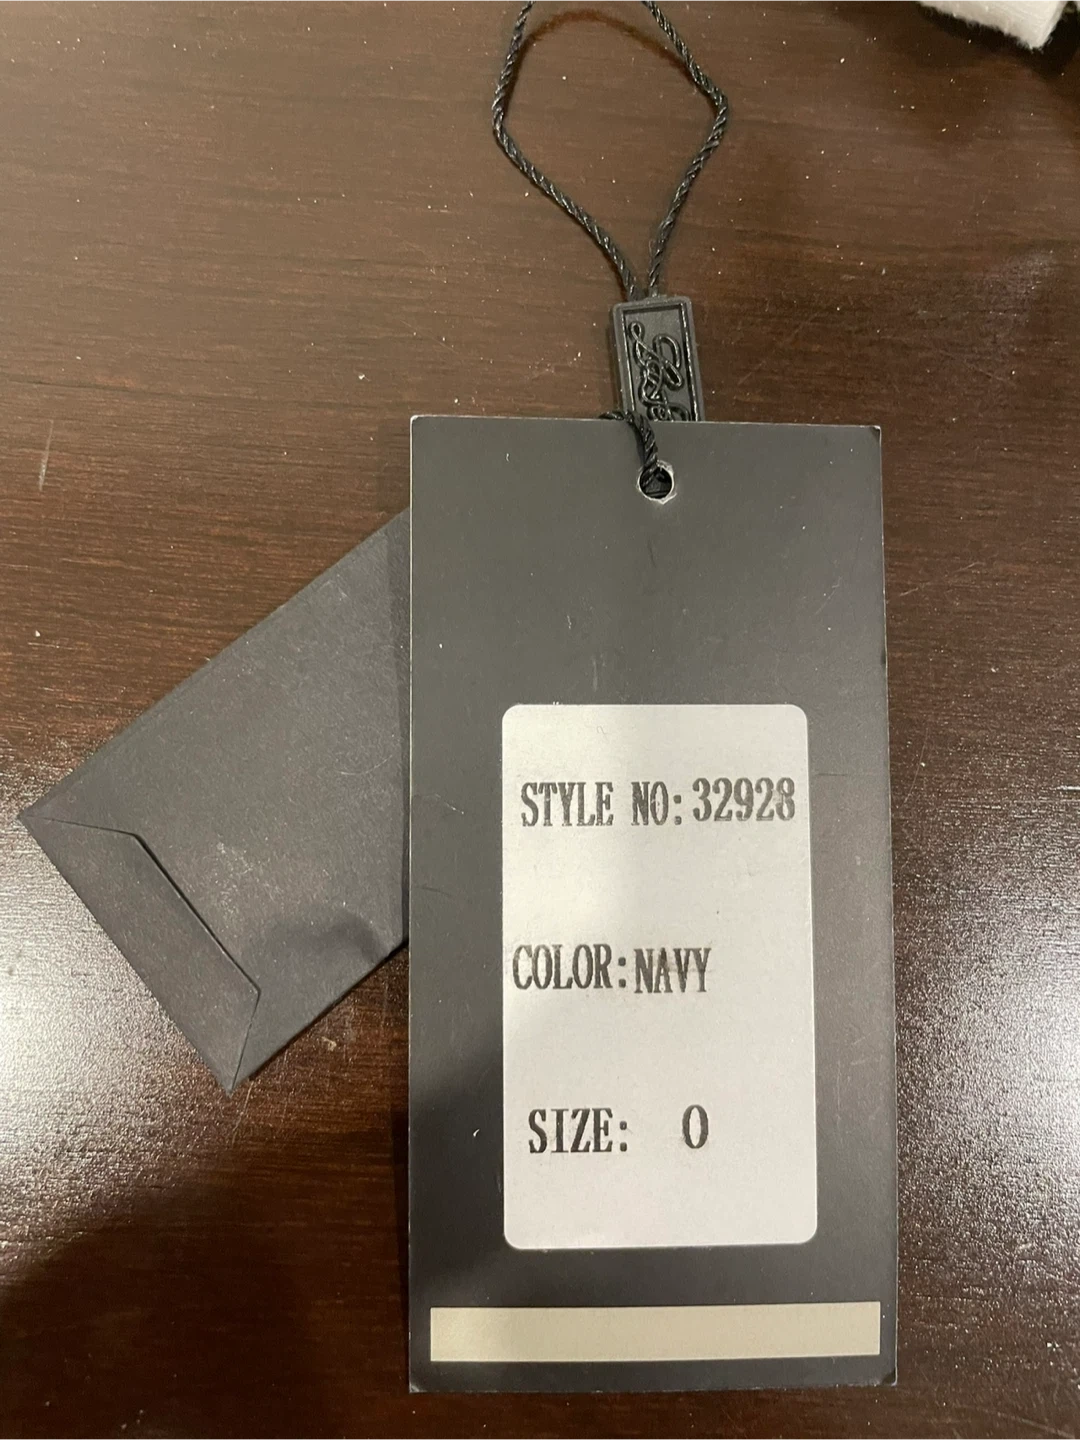 STYLE NO: 32928
COLOR: NAVY
SIZE: 0